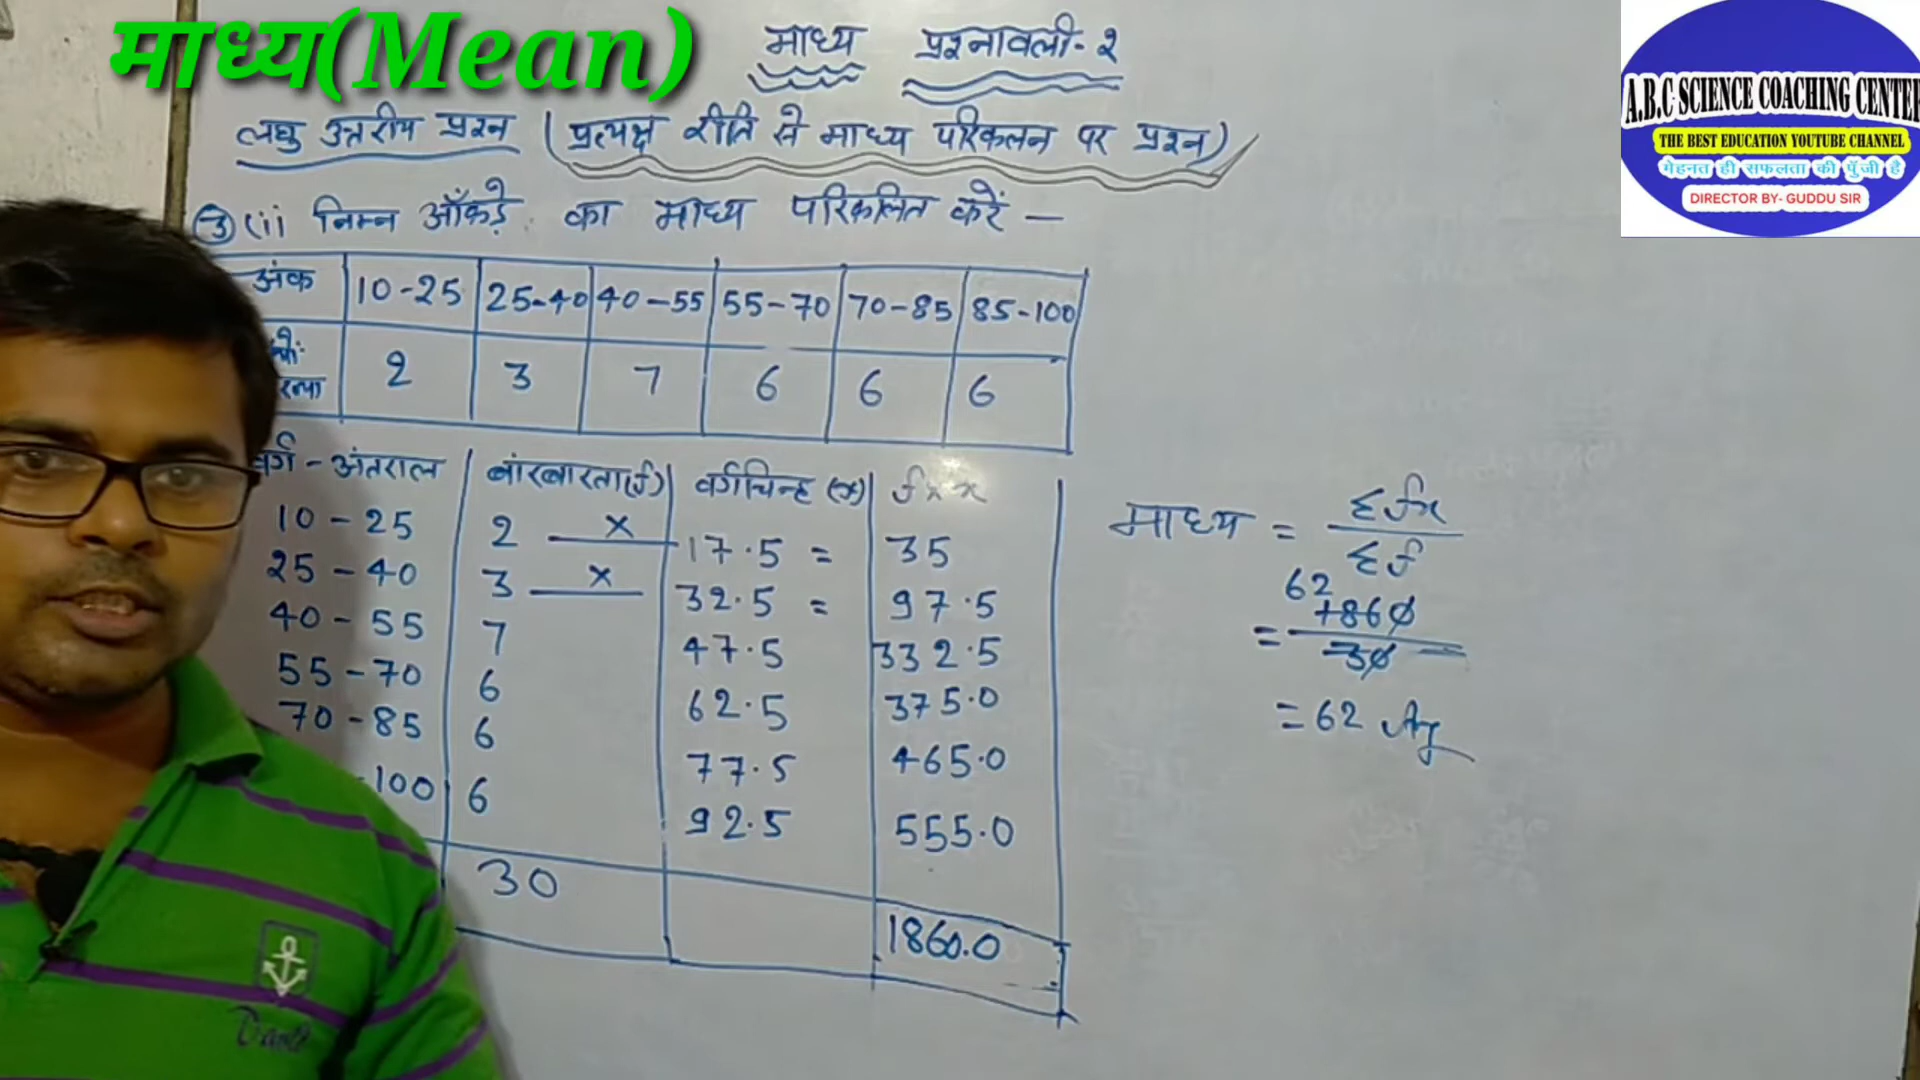 माध्य(Mean)
माध्य प्रश्नावली-2
A.B.C SCIENCE COACHING CENTER
THE BEST EDUCATION YOUTUBE CHANNEL
मेहनत ही सफलता की पुँजी है
DIRECTOR BY- GUDDU SIR
लघु उत्तरीय प्रश्न (प्रत्यक्ष रीति से माध्य परिकलन पर प्रश्न)
3 (i) निम्न आँकड़े का माध्य परिकलित करें —
अंक 10-25 25-40 40-55 55-70 70-85 85-100
2 3 7 6 6 6
वर्ग-अंतराल बांरबारता(f) वर्गचिन्ह (x) f x x
10-25 2 x 17.5 = 35
25-40 3 x 32.5 = 97.5
40-55 7 47.5 332.5
55-70 6 62.5 375.0
70-85 6 77.5 465.0
-100 6 92.5 555.0
30 1860.0
माध्य = Σfx
Σf
62
= 1860
30
= 62 Ans
Dante